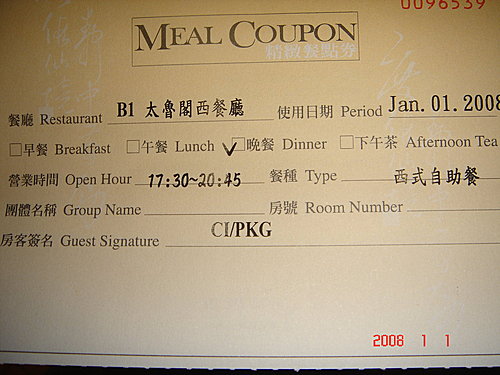 0096539
MEAL COUPON
精緻餐點券
餐廳 Restaurant B1 太魯閣西餐廳 使用日期 Period Jan.01.2008
□早餐 Breakfast □午餐 Lunch ☑晚餐 Dinner □下午茶 Afternoon Tea
營業時間 Open Hour 17:30~20:45 餐種 Type 西式自助餐
團體名稱 Group Name 房號 Room Number
房客簽名 Guest Signature CI/PKG
2008 1 1